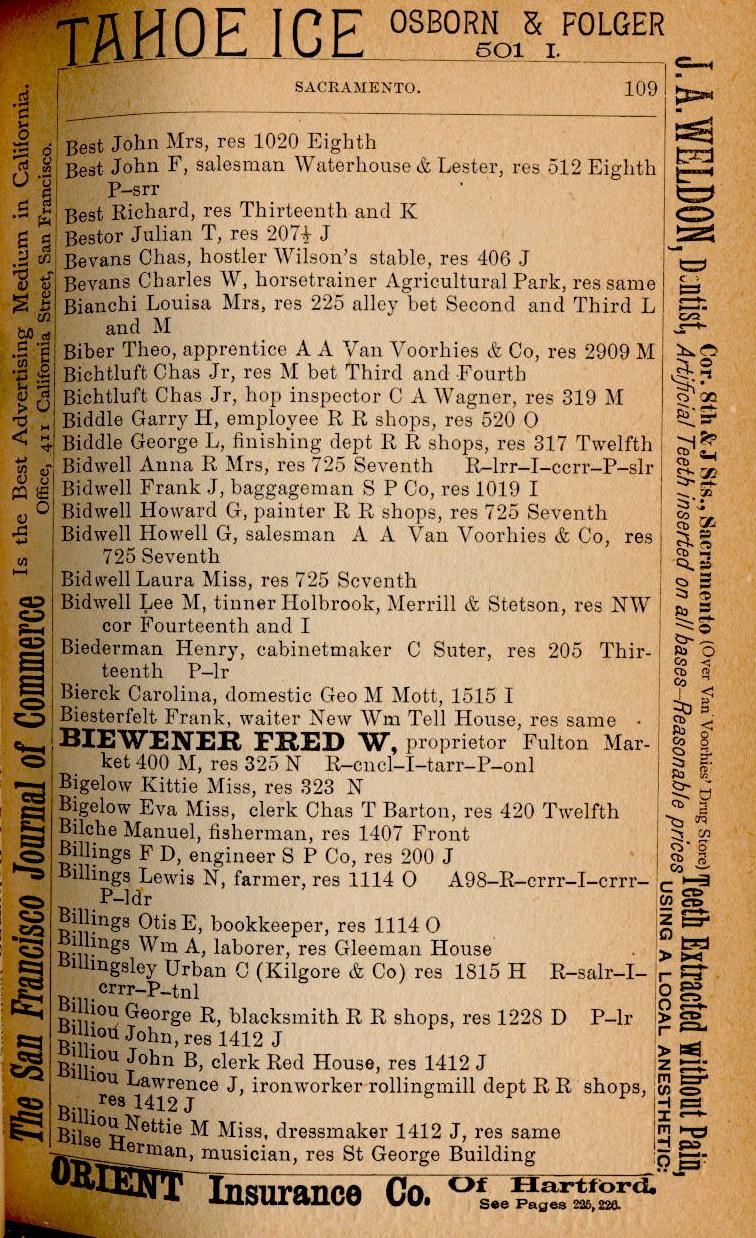 TAHOE ICE OSBORN & FOLGER
501 I.
SACRAMENTO. 109
Best John Mrs, res 1020 Eighth
Best John F, salesman Waterhouse & Lester, res 512 Eighth
P-srr
Best Richard, res Thirteenth and K
Bestor Julian T, res 207½ J
Bevans Chas, hostler Wilson's stable, res 406 J
Bevans Charles W, horsetrainer Agricultural Park, res same
Bianchi Louisa Mrs, res 225 alley bet Second and Third L
and M
Biber Theo, apprentice A A Van Voorhies & Co, res 2909 M
Bichtluft Chas Jr, res M bet Third and Fourth
Bichtluft Chas Jr, hop inspector C A Wagner, res 319 M
Biddle Garry H, employee R R shops, res 520 O
Biddle George L, finishing dept R R shops, res 317 Twelfth
Bidwell Anna R Mrs, res 725 Seventh R-lrr-I-ccrr-P-slr
Bidwell Frank J, baggageman S P Co, res 1019 I
Bidwell Howard G, painter R R shops, res 725 Seventh
Bidwell Howell G, salesman A A Van Voorhies & Co, res
725 Seventh
Bidwell Laura Miss, res 725 Seventh
Bidwell Lee M, tinner Holbrook, Merrill & Stetson, res NW
cor Fourteenth and I
Biederman Henry, cabinetmaker C Suter, res 205 Thir-
teenth P-lr
Bierck Carolina, domestic Geo M Mott, 1515 I
Biesterfelt Frank, waiter New Wm Tell House, res same
BIEWENER FRED W, proprietor Fulton Mar-
ket 400 M, res 325 N R-cncl-I-tarr-P-onl
Bigelow Kittie Miss, res 323 N
Bigelow Eva Miss, clerk Chas T Barton, res 420 Twelfth
Bilche Manuel, fisherman, res 1407 Front
Billings F D, engineer S P Co, res 200 J
Billings Lewis N, farmer, res 1114 O A98-R-crrr-I-crrr-
P-ldr
Billings Otis E, bookkeeper, res 1114 O
Billings Wm A, laborer, res Gleeman House
Billingsley Urban C (Kilgore & Co) res 1815 H R-salr-I-
crrr-P-tnl
Billiou George R, blacksmith R R shops, res 1228 D P-lr
Billiou John, res 1412 J
Billiou John B, clerk Red House, res 1412 J
Billiou Lawrence J, ironworker rollingmill dept R R shops,
res 1412 J
Billiou Nettie M Miss, dressmaker 1412 J, res same
Bilse Herman, musician, res St George Building
ORIENT Insurance Co. Of Hartford.
See Pages 225, 226.
The San Francisco Journal of Commerce
Is the Best Advertising Medium in California.
Office, 411 California Street, San Francisco.
J. A. WELDON, Dentist,
Cor. 8th & J Sts., Sacramento (Over Van Voorhies' Drug Store)
Artificial Teeth inserted on all bases—Reasonable prices
Teeth Extracted without Pain,
USING A LOCAL ANESTHETIC: